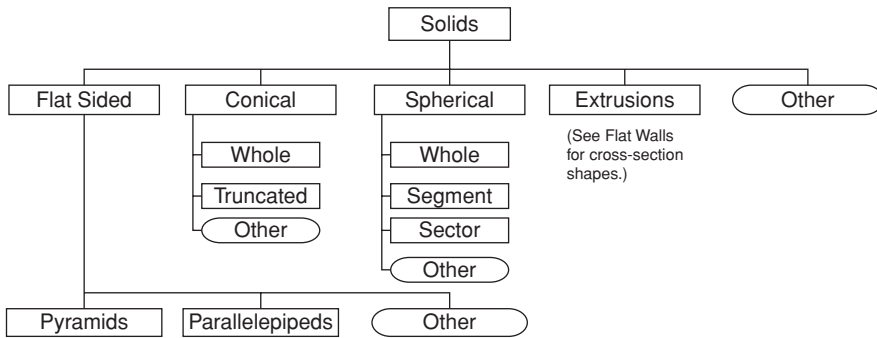 Solids
Flat Sided
Conical
Spherical
Extrusions
Other
(See Flat Walls
for cross-section
shapes.)
Whole
Truncated
Other
Whole
Segment
Sector
Other
Pyramids
Parallelepipeds
Other